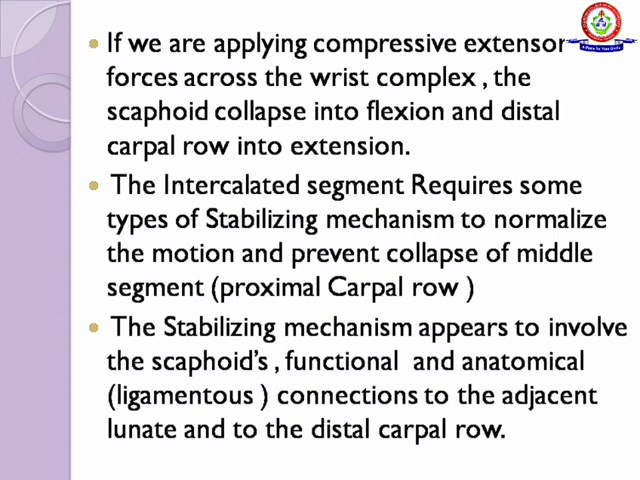 If we are applying compressive extensor
forces across the wrist complex , the
scaphoid collapse into flexion and distal
carpal row into extension.
The Intercalated segment Requires some
types of Stabilizing mechanism to normalize
the motion and prevent collapse of middle
segment (proximal Carpal row )
The Stabilizing mechanism appears to involve
the scaphoid's , functional and anatomical
(ligamentous ) connections to the adjacent
lunate and to the distal carpal row.